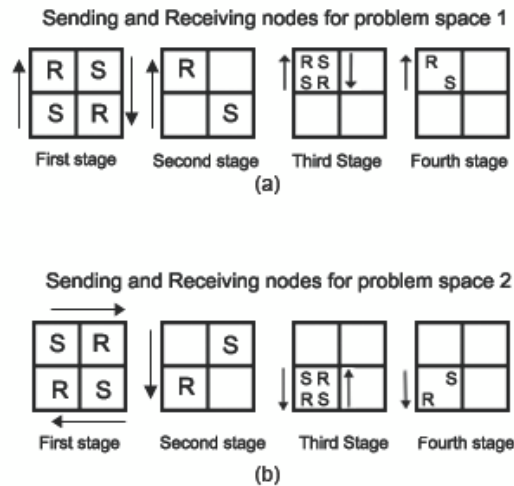 Sending and Receiving nodes for problem space 1
R S R R S
S R S S R S
First stage Second stage Third Stage Fourth stage
(a)
Sending and Receiving nodes for problem space 2
S R S
R S R S R S
R S R
First stage Second stage Third Stage Fourth stage
(b)